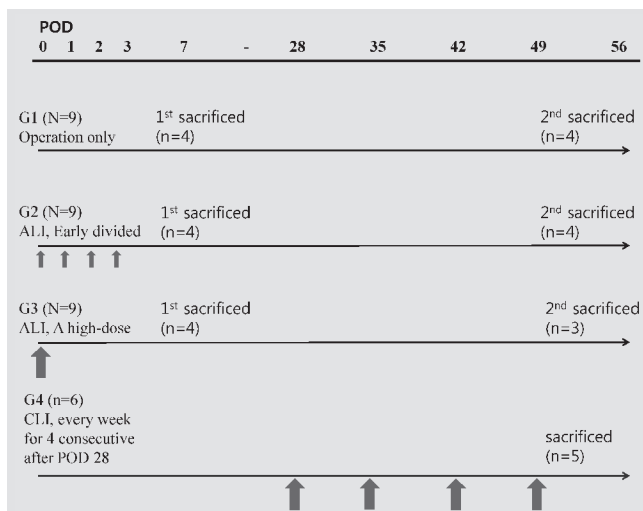 POD
0 1 2 3 7 - 28 35 42 49 56
G1 (N=9)
Operation only
1st sacrificed
(n=4)
2nd sacrificed
(n=4)
G2 (N=9)
ALI, Early divided
1st sacrificed
(n=4)
2nd sacrificed
(n=4)
G3 (N=9)
ALI, A high-dose
1st sacrificed
(n=4)
2nd sacrificed
(n=3)
G4 (n=6)
CLI, every week
for 4 consecutive
after POD 28
sacrificed
(n=5)